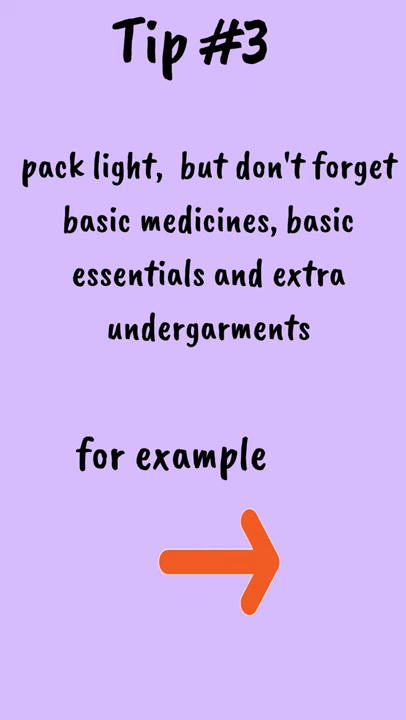 Tip #3
pack light, but don't forget
basic medicines, basic
essentials and extra
undergarments
for example